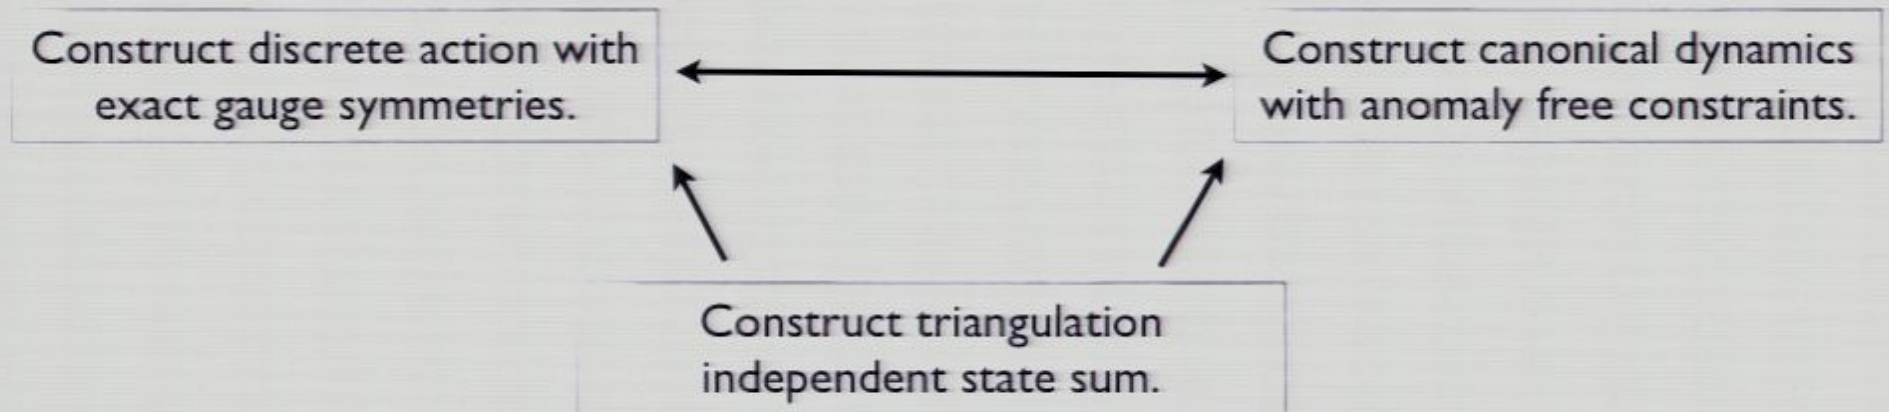 Construct discrete action with
exact gauge symmetries.
Construct canonical dynamics
with anomaly free constraints.
Construct triangulation
independent state sum.